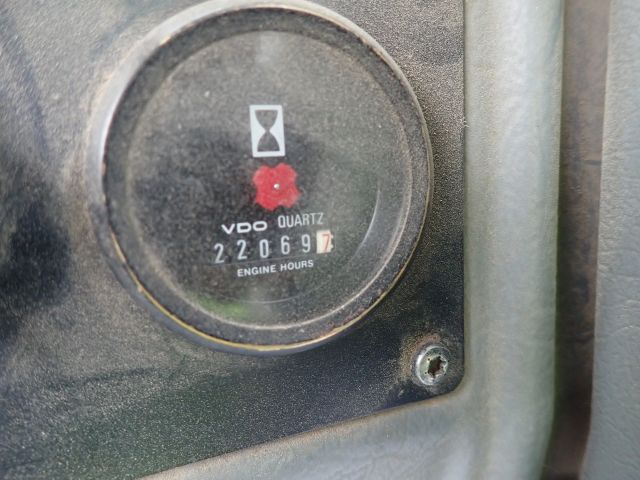 VDO QUARTZ
220697
ENGINE HOURS